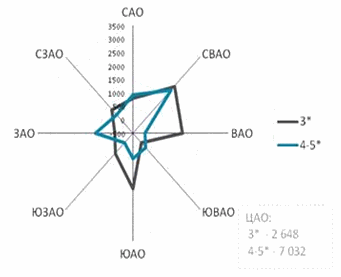 САО
3500
3000
2500
2000
1500
1000
500
0
-500
СВАО
ВАО
ЮВАО
ЮАО
ЮЗАО
ЗАО
СЗАО
3*
4-5*
ЦАО:
3* - 2 648
4-5* - 7 032